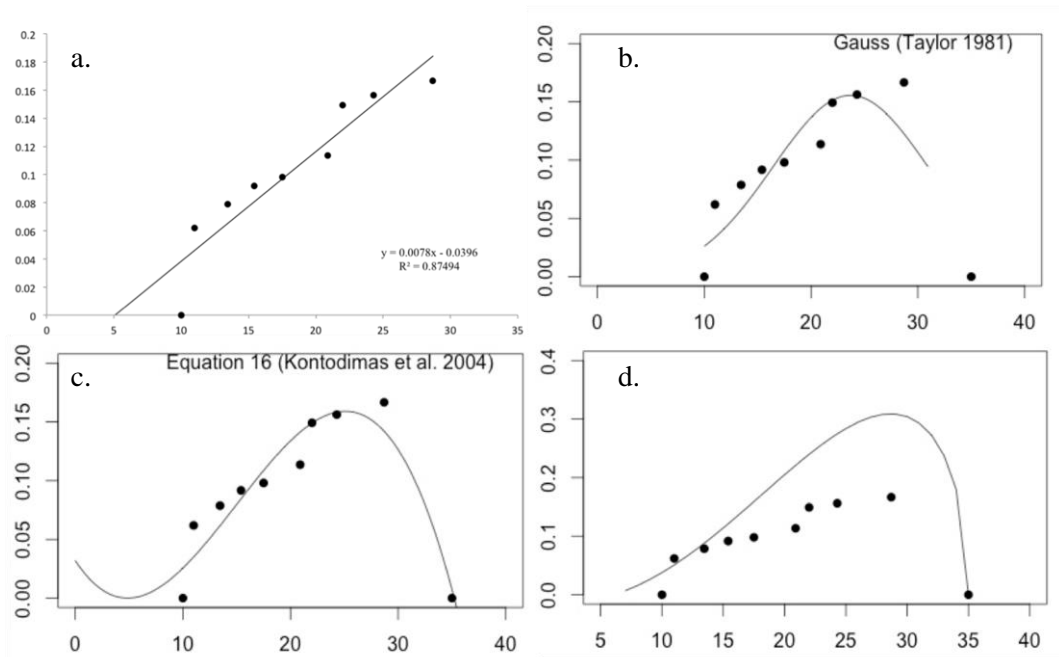 a.
0.2
0.18
0.16
0.14
0.12
0.1
0.08
0.06
0.04
0.02
0
0 5 10 15 20 25 30 35
y = 0.0078x - 0.0396
R² = 0.87494
b.
Gauss (Taylor 1981)
0.20
0.15
0.10
0.05
0.00
0 10 20 30 40
c.
Equation 16 (Kontodimas et al. 2004)
0.20
0.15
0.10
0.05
0.00
0 10 20 30 40
d.
0.4
0.3
0.2
0.1
0.0
5 10 15 20 25 30 35 40